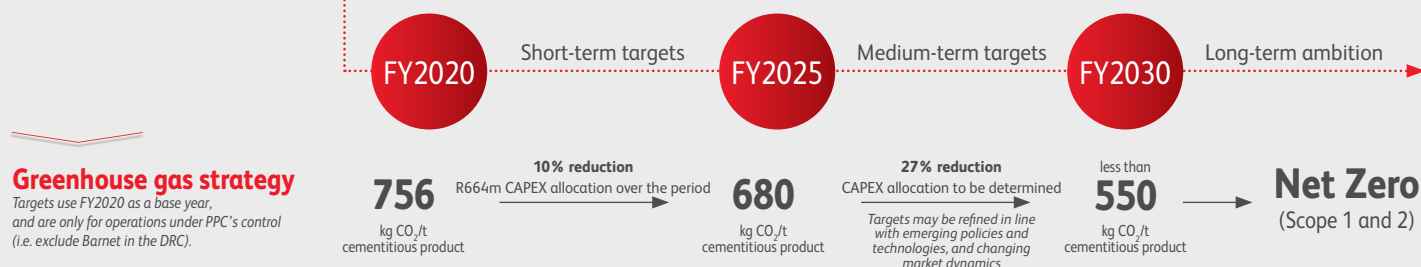 FY2020
Short-term targets
FY2025
Medium-term targets
FY2030
Long-term ambition
Greenhouse gas strategy
Targets use FY2020 as a base year,
and are only for operations under PPC's control
(i.e. exclude Barnet in the DRC).
756
kg CO₂/t
cementitious product
10% reduction
R664m CAPEX allocation over the period
680
kg CO₂/t
cementitious product
27% reduction
CAPEX allocation to be determined
Targets may be refined in line
with emerging policies and
technologies, and changing
market dynamics
less than
550
kg CO₂/t
cementitious product
Net Zero
(Scope 1 and 2)